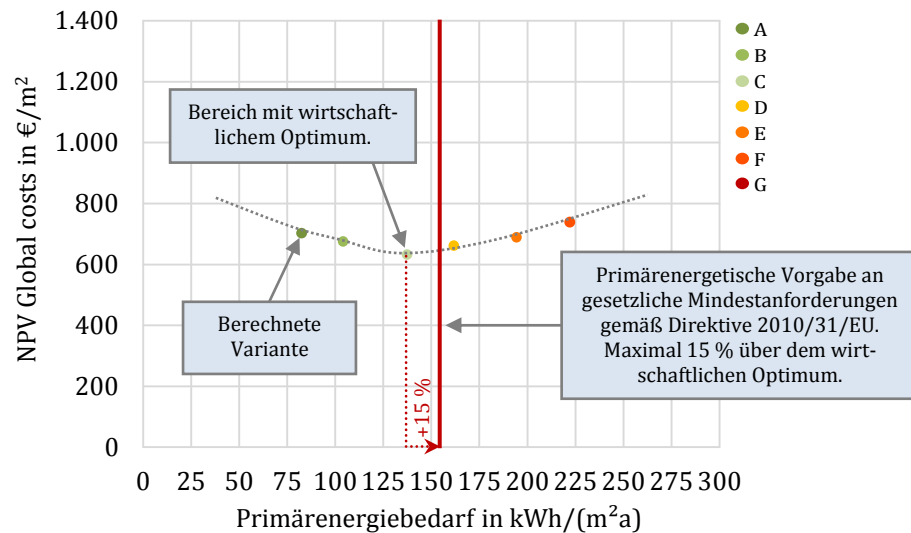 NPV Global costs in €/m²
1.400
1.200
1.000
800
600
400
200
0
0 25 50 75 100 125 150 175 200 225 250 275 300
Primärenergiebedarf in kWh/(m²a)
Bereich mit wirtschaft-
lichem Optimum.
Berechnete
Variante
+15 %
Primärenergetische Vorgabe an
gesetzliche Mindestanforderungen
gemäß Direktive 2010/31/EU.
Maximal 15 % über dem wirt-
schaftlichen Optimum.
A
B
C
D
E
F
G